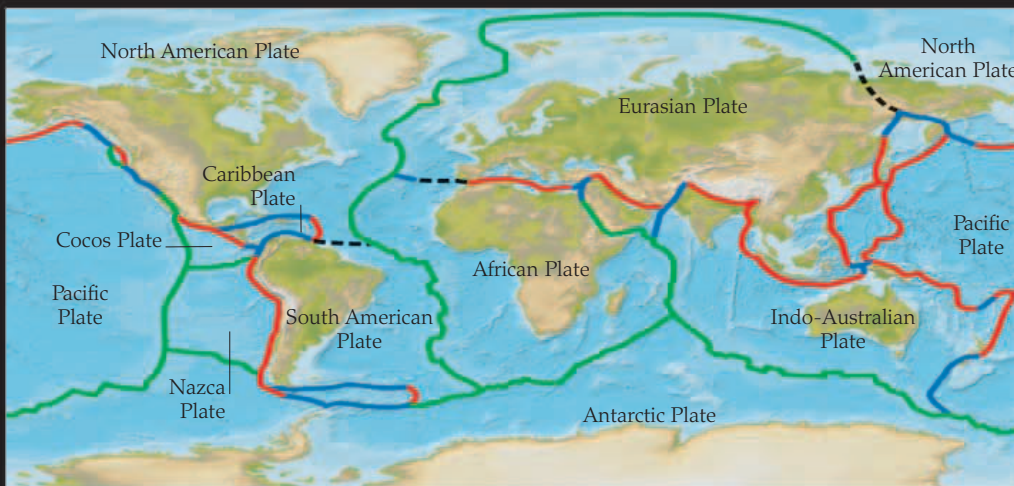 North American Plate
North
American Plate
Eurasian Plate
Caribbean
Plate
Cocos Plate
Pacific
Plate
African Plate
Pacific
Plate
South American
Plate
Indo-Australian
Plate
Nazca
Plate
Antarctic Plate